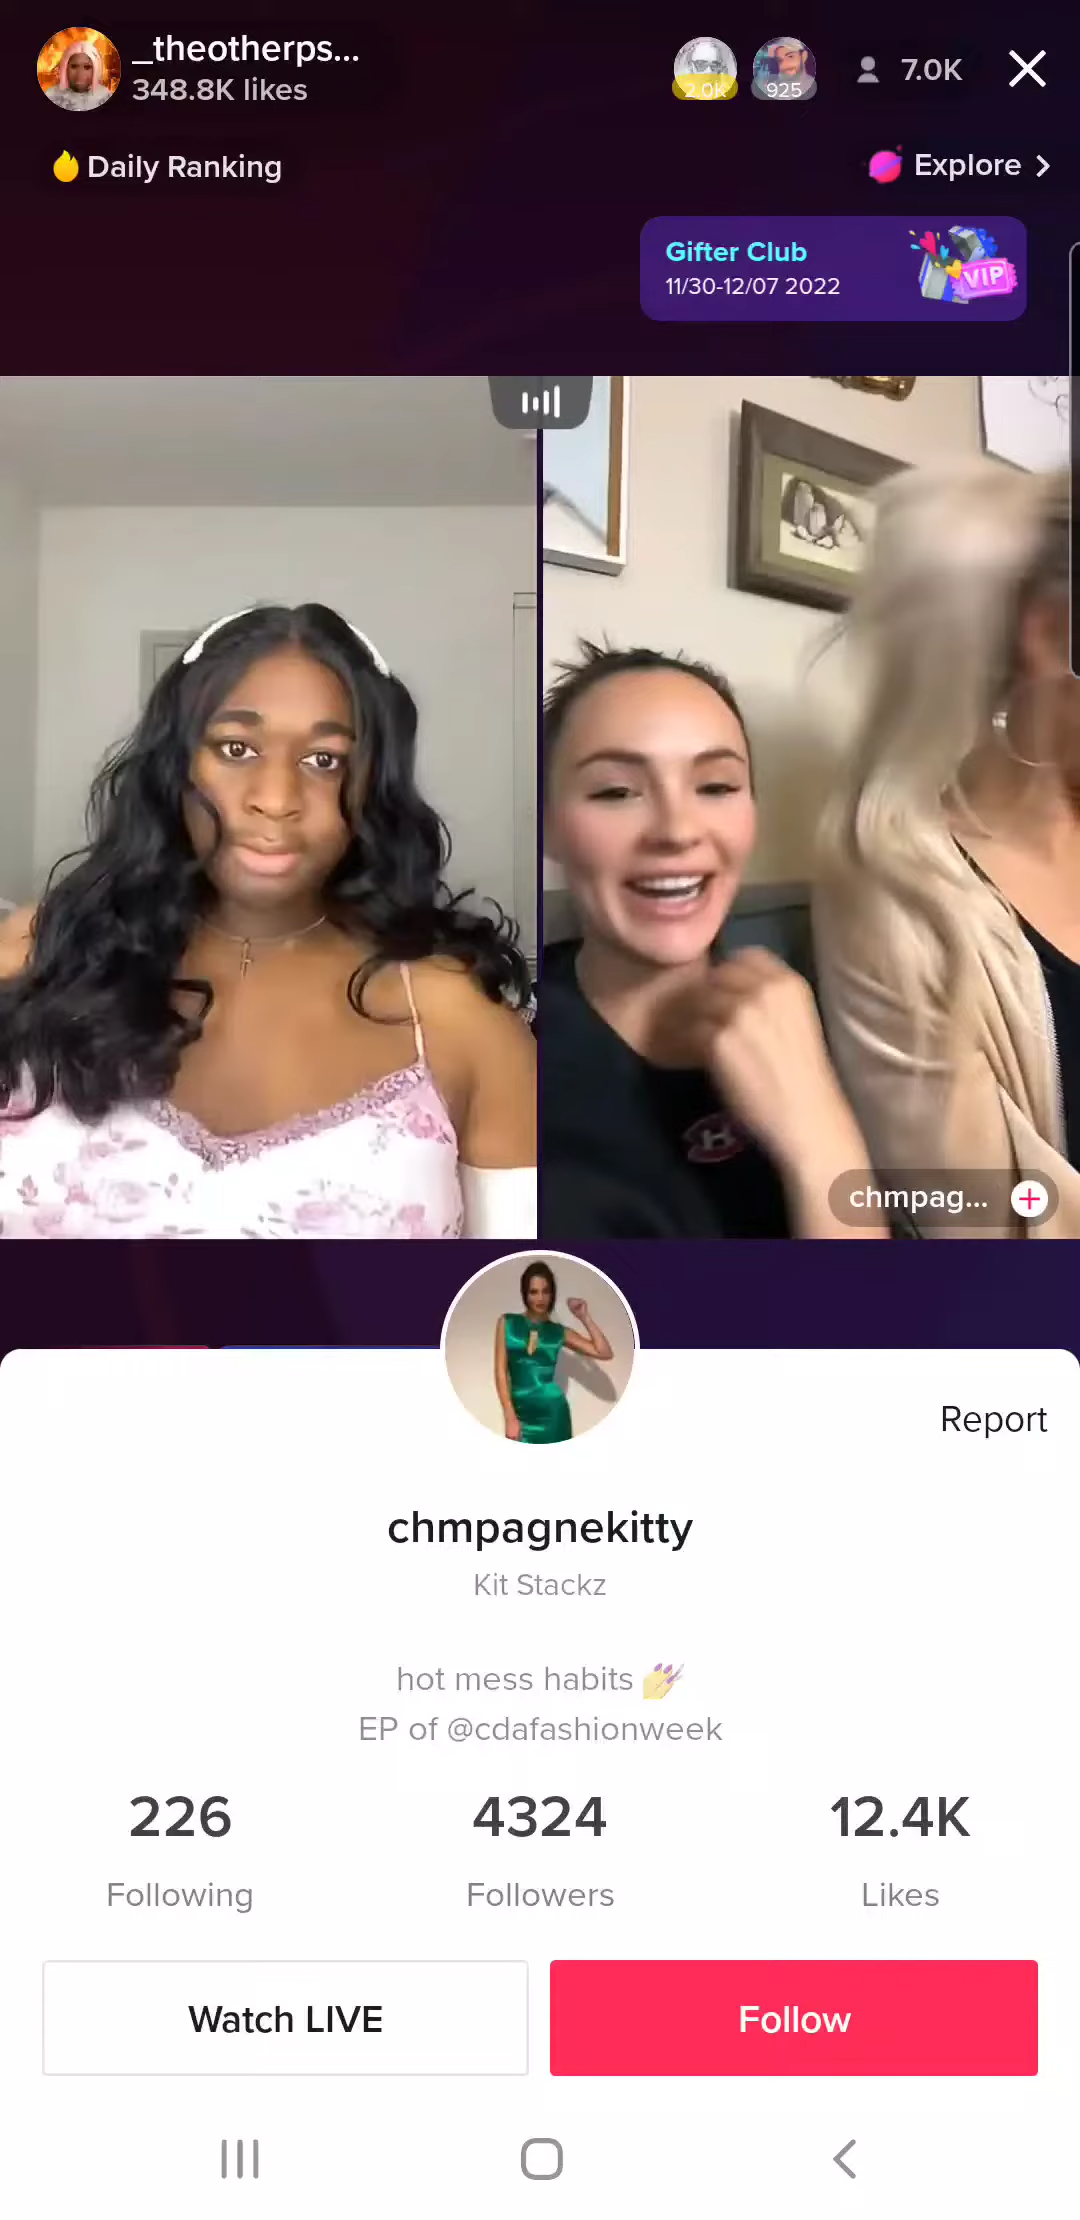 _theotherps...
348.8K likes
2.0K
925
7.0K
Daily Ranking
Explore >
Gifter Club
11/30-12/07 2022
VIP
chmpag...
Report
chmpagnekitty
Kit Stackz
hot mess habits 💅
EP of @cdafashionweek
226
4324
12.4K
Following
Followers
Likes
Watch LIVE
Follow